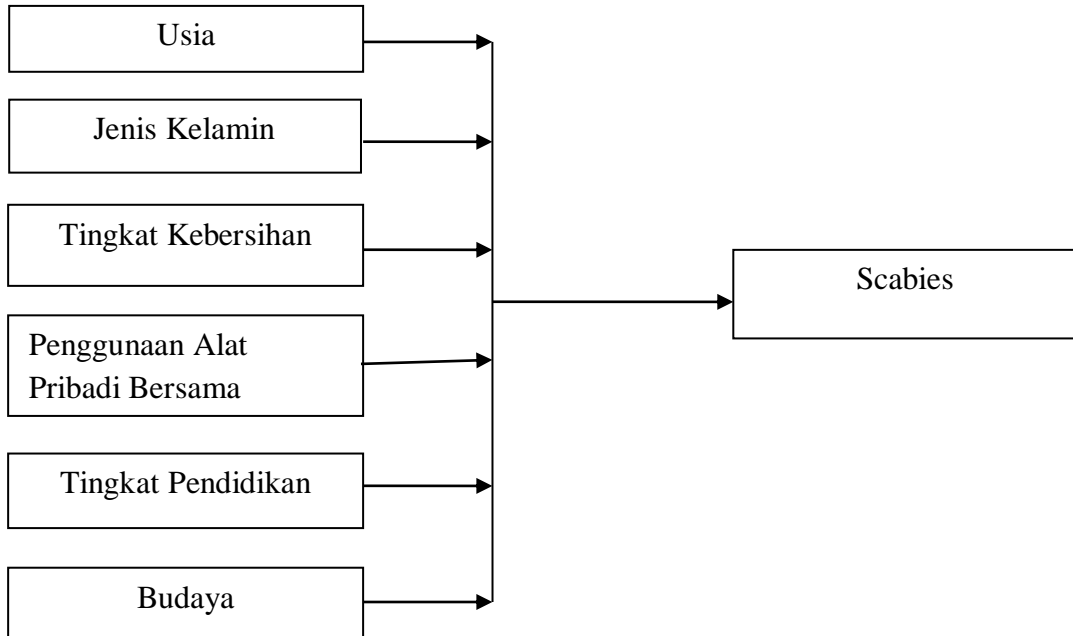 Usia
Jenis Kelamin
Tingkat Kebersihan
Scabies
Penggunaan Alat
Pribadi Bersama
Tingkat Pendidikan
Budaya